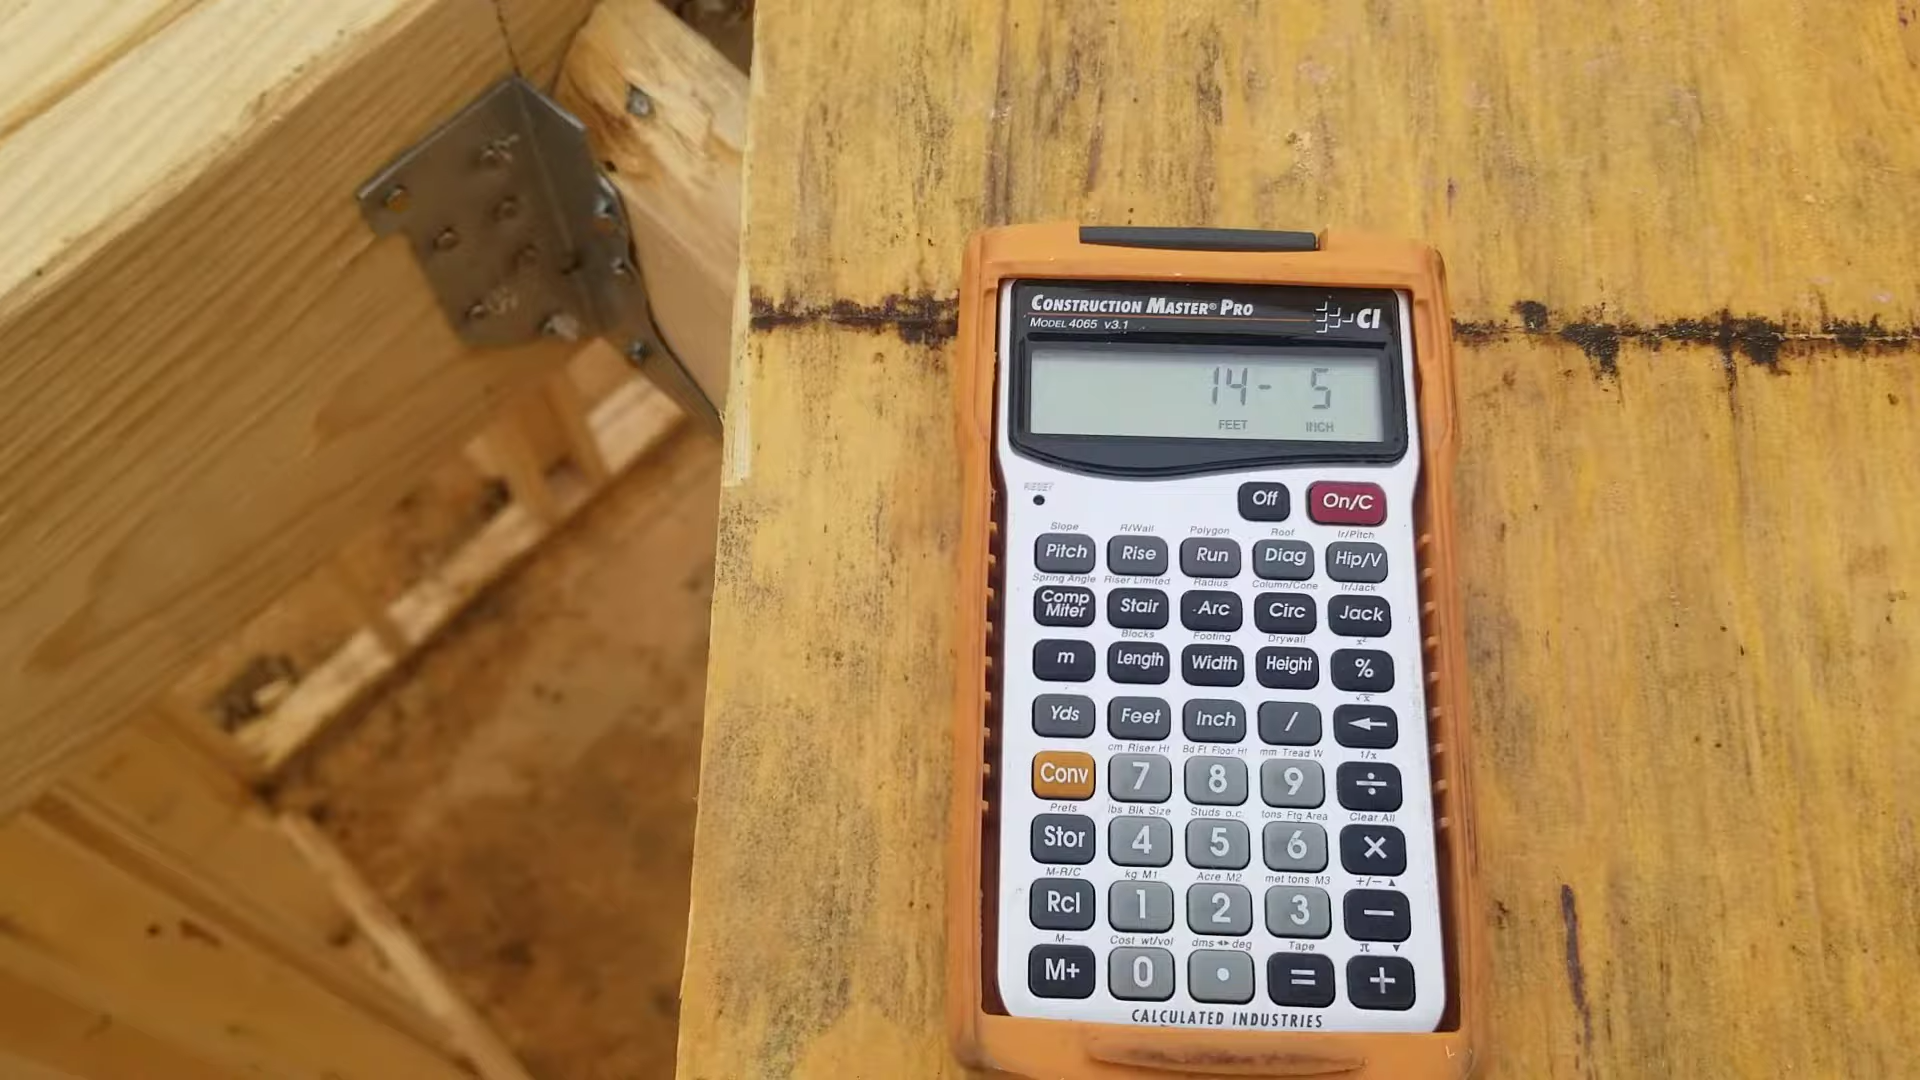 CONSTRUCTION MASTER® PRO
MODEL 4065 v3.1
CI
14- 5
FEET INCH
RESET
Off On/C
Slope R/Wall Polygon Roof Ir/Pitch
Pitch Rise Run Diag Hip/V
Spring Angle Riser Limited Radius Column/Cone Ir/Jack
Comp Miter Stair Arc Circ Jack
Blocks Footing Drywall x²
m Length Width Height %
√x
Yds Feet Inch / ←
cm Riser Ht Bd Ft Floor Ht mm Tread W 1/x
Conv 7 8 9 ÷
Prefs lbs Blk Size Studs o.c. tons Ftg Area Clear All
Stor 4 5 6 ×
M-R/C kg M1 Acre M2 met tons M3 +/− ▲
Rcl 1 2 3 −
M− Cost wt/vol dms ◄► deg Tape π ▼
M+ 0 • = +
CALCULATED INDUSTRIES